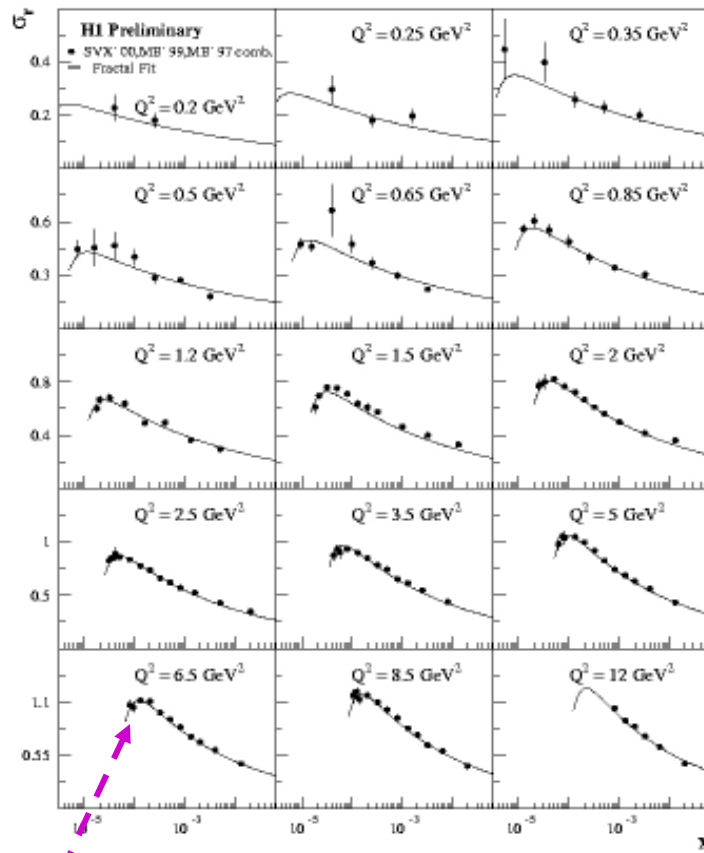 σr
H1 Preliminary
SVX' 00,MB' 99,MB' 97 comb.
Fractal Fit
Q² = 0.2 GeV²
Q² = 0.25 GeV²
Q² = 0.35 GeV²
0.4
0.2
Q² = 0.5 GeV²
Q² = 0.65 GeV²
Q² = 0.85 GeV²
0.6
0.3
Q² = 1.2 GeV²
Q² = 1.5 GeV²
Q² = 2 GeV²
0.8
0.4
Q² = 2.5 GeV²
Q² = 3.5 GeV²
Q² = 5 GeV²
1
0.5
Q² = 6.5 GeV²
Q² = 8.5 GeV²
Q² = 12 GeV²
1.1
0.55
10⁻⁵ 10⁻³ 10⁻⁵ 10⁻³ 10⁻⁵ 10⁻³